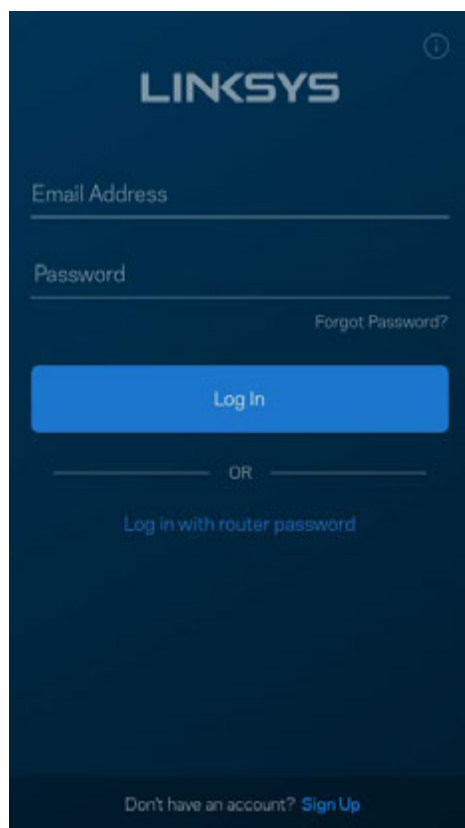 LINKSYS
Email Address
Password
Forgot Password?
Log In
OR
Log in with router password
Don't have an account? Sign Up